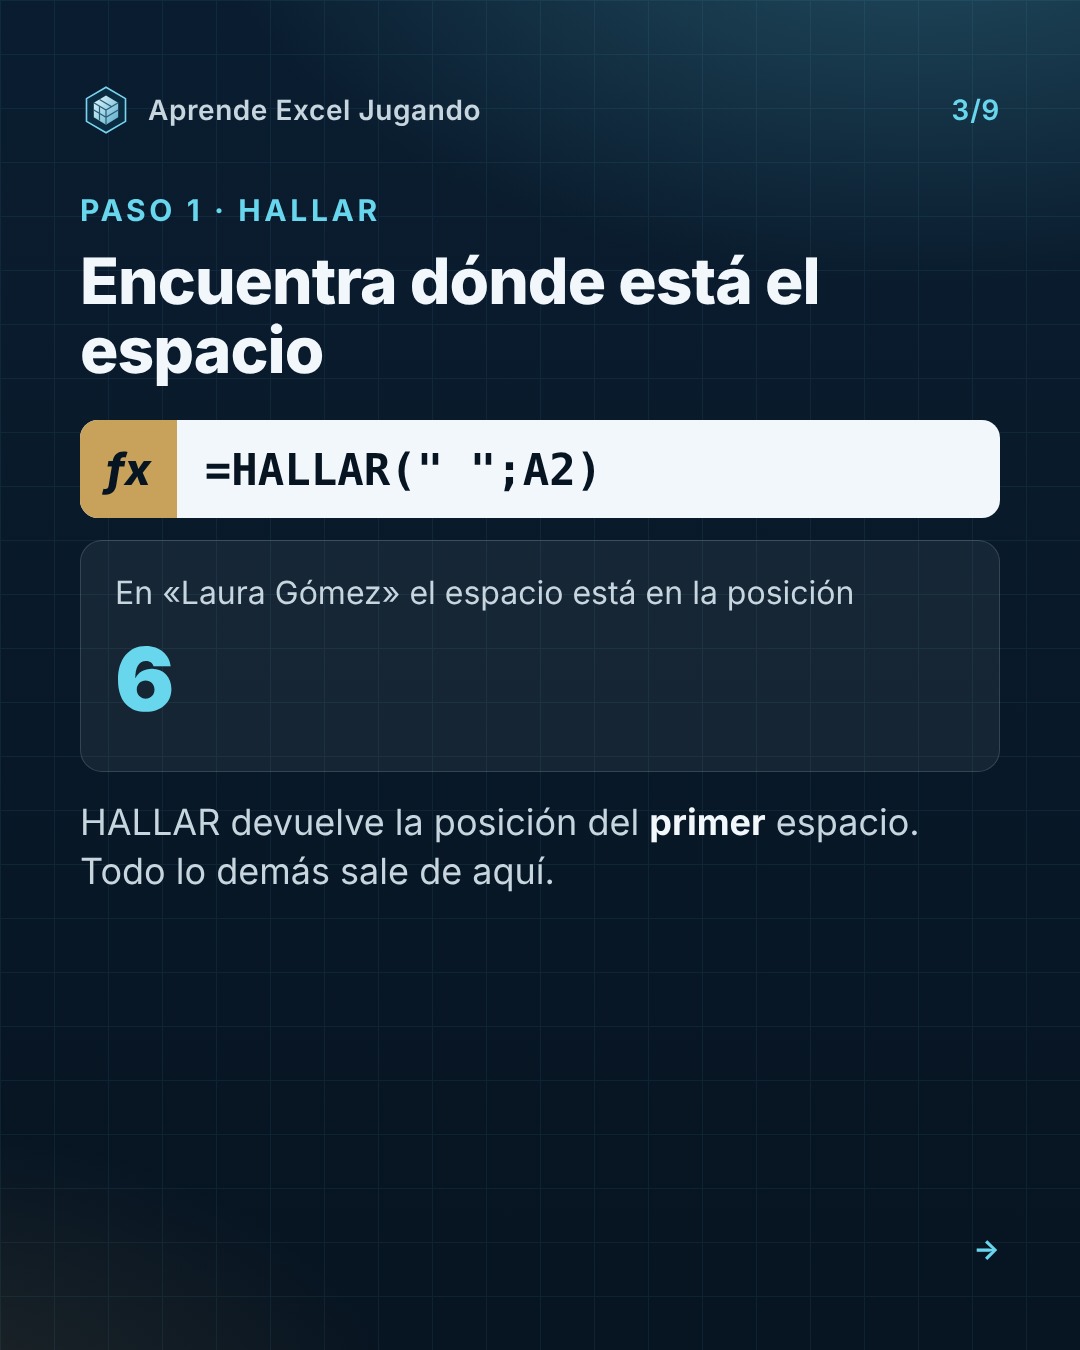 Aprende Excel Jugando
3/9
PASO 1 · HALLAR
Encuentra dónde está el
espacio
fx
=HALLAR(" ";A2)
En «Laura Gómez» el espacio está en la posición
6
HALLAR devuelve la posición del primer espacio.
Todo lo demás sale de aquí.
→